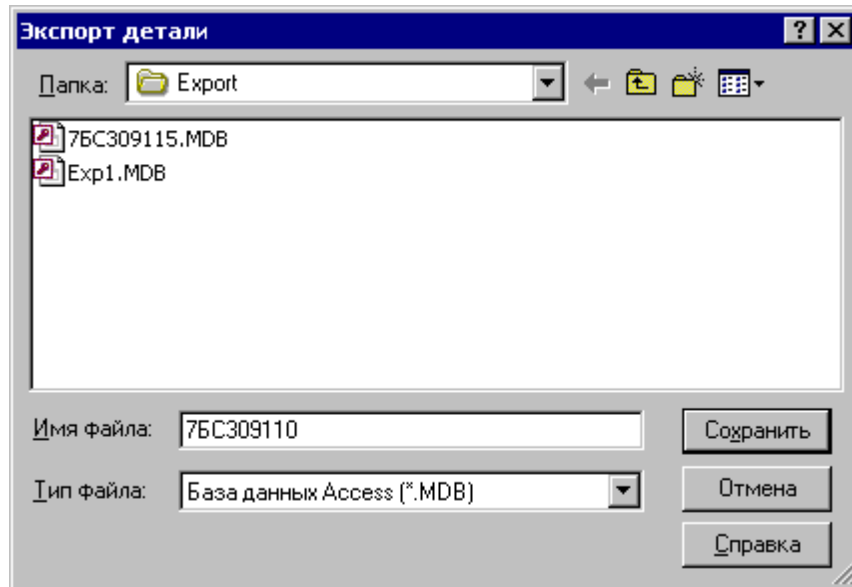 Экспорт детали
Папка: Export
7БС309115.MDB
Exp1.MDB
Имя файла: 7БС309110 Сохранить
Тип файла: База данных Access (*.MDB) Отмена
Справка